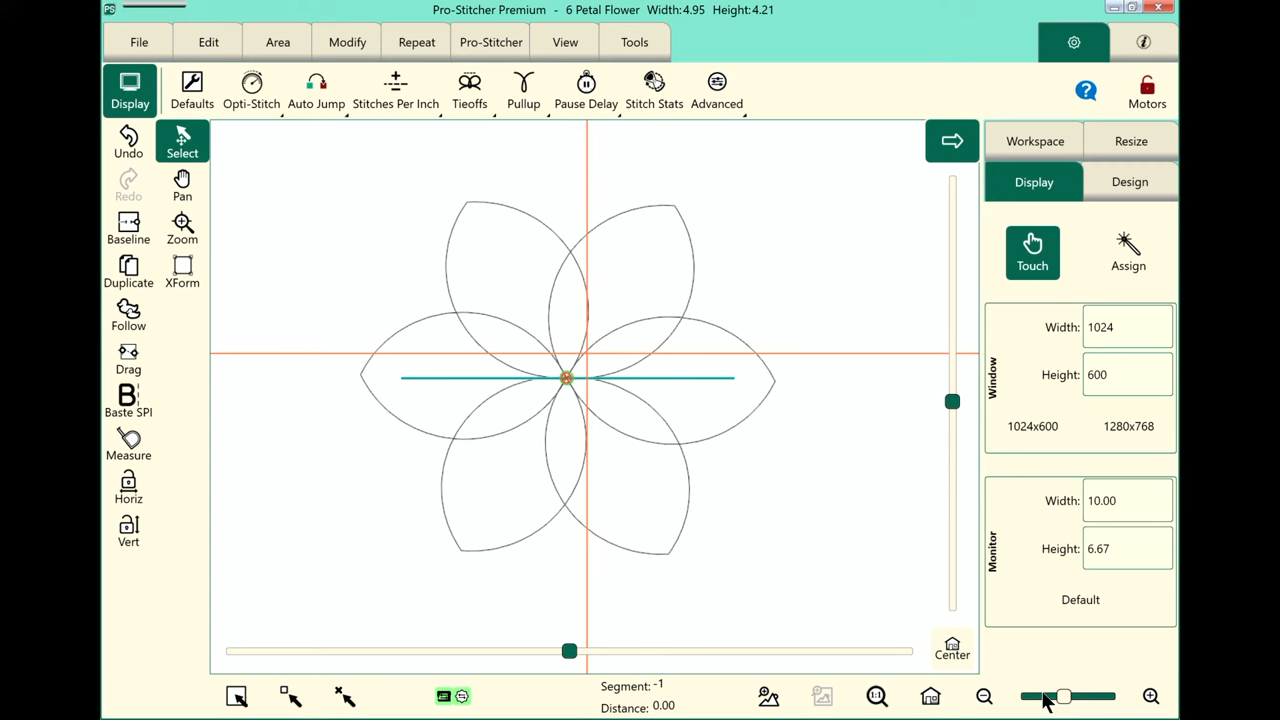 PS Pro-Stitcher Premium - 6 Petal Flower Width:4.95 Height:4.21
File Edit Area Modify Repeat Pro-Stitcher View Tools
Display Defaults Opti-Stitch Auto Jump Stitches Per Inch Tieoffs Pullup Pause Delay Stitch Stats Advanced ? Motors
Undo Select
Redo Pan
Baseline Zoom
Duplicate XForm
Follow
Drag
B
Baste SPI
Measure
Horiz
Vert
Workspace Resize
Display Design
Touch Assign
Window
Width: 1024
Height: 600
1024x600 1280x768
Monitor
Width: 10.00
Height: 6.67
Default
Center
Segment: -1
Distance: 0.00
1:1